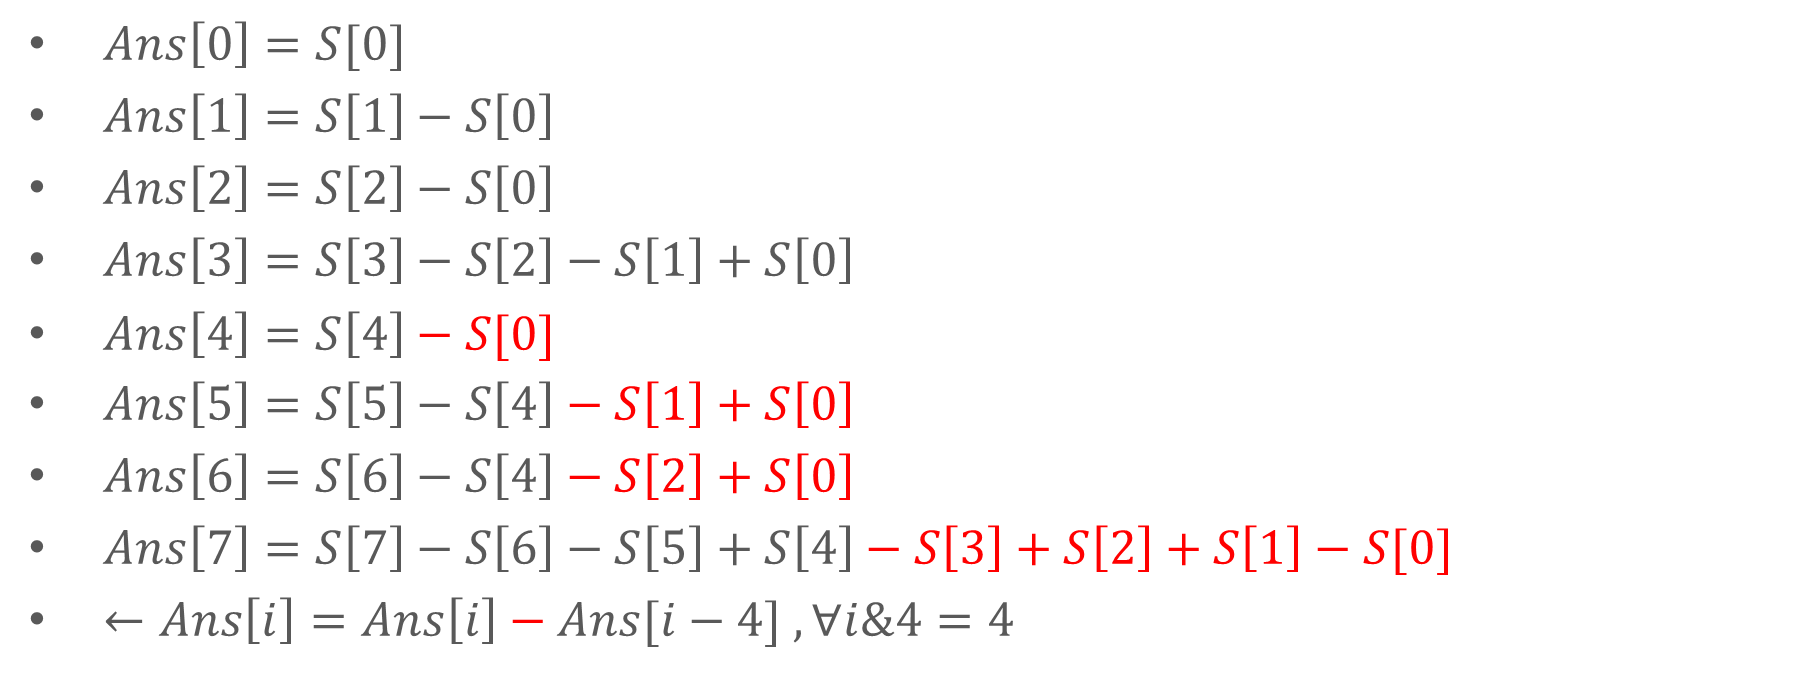 • Ans[0] = S[0]
• Ans[1] = S[1] − S[0]
• Ans[2] = S[2] − S[0]
• Ans[3] = S[3] − S[2] − S[1] + S[0]
• Ans[4] = S[4] − S[0]
• Ans[5] = S[5] − S[4] − S[1] + S[0]
• Ans[6] = S[6] − S[4] − S[2] + S[0]
• Ans[7] = S[7] − S[6] − S[5] + S[4] − S[3] + S[2] + S[1] − S[0]
• ← Ans[i] = Ans[i] − Ans[i − 4] , ∀i&4 = 4